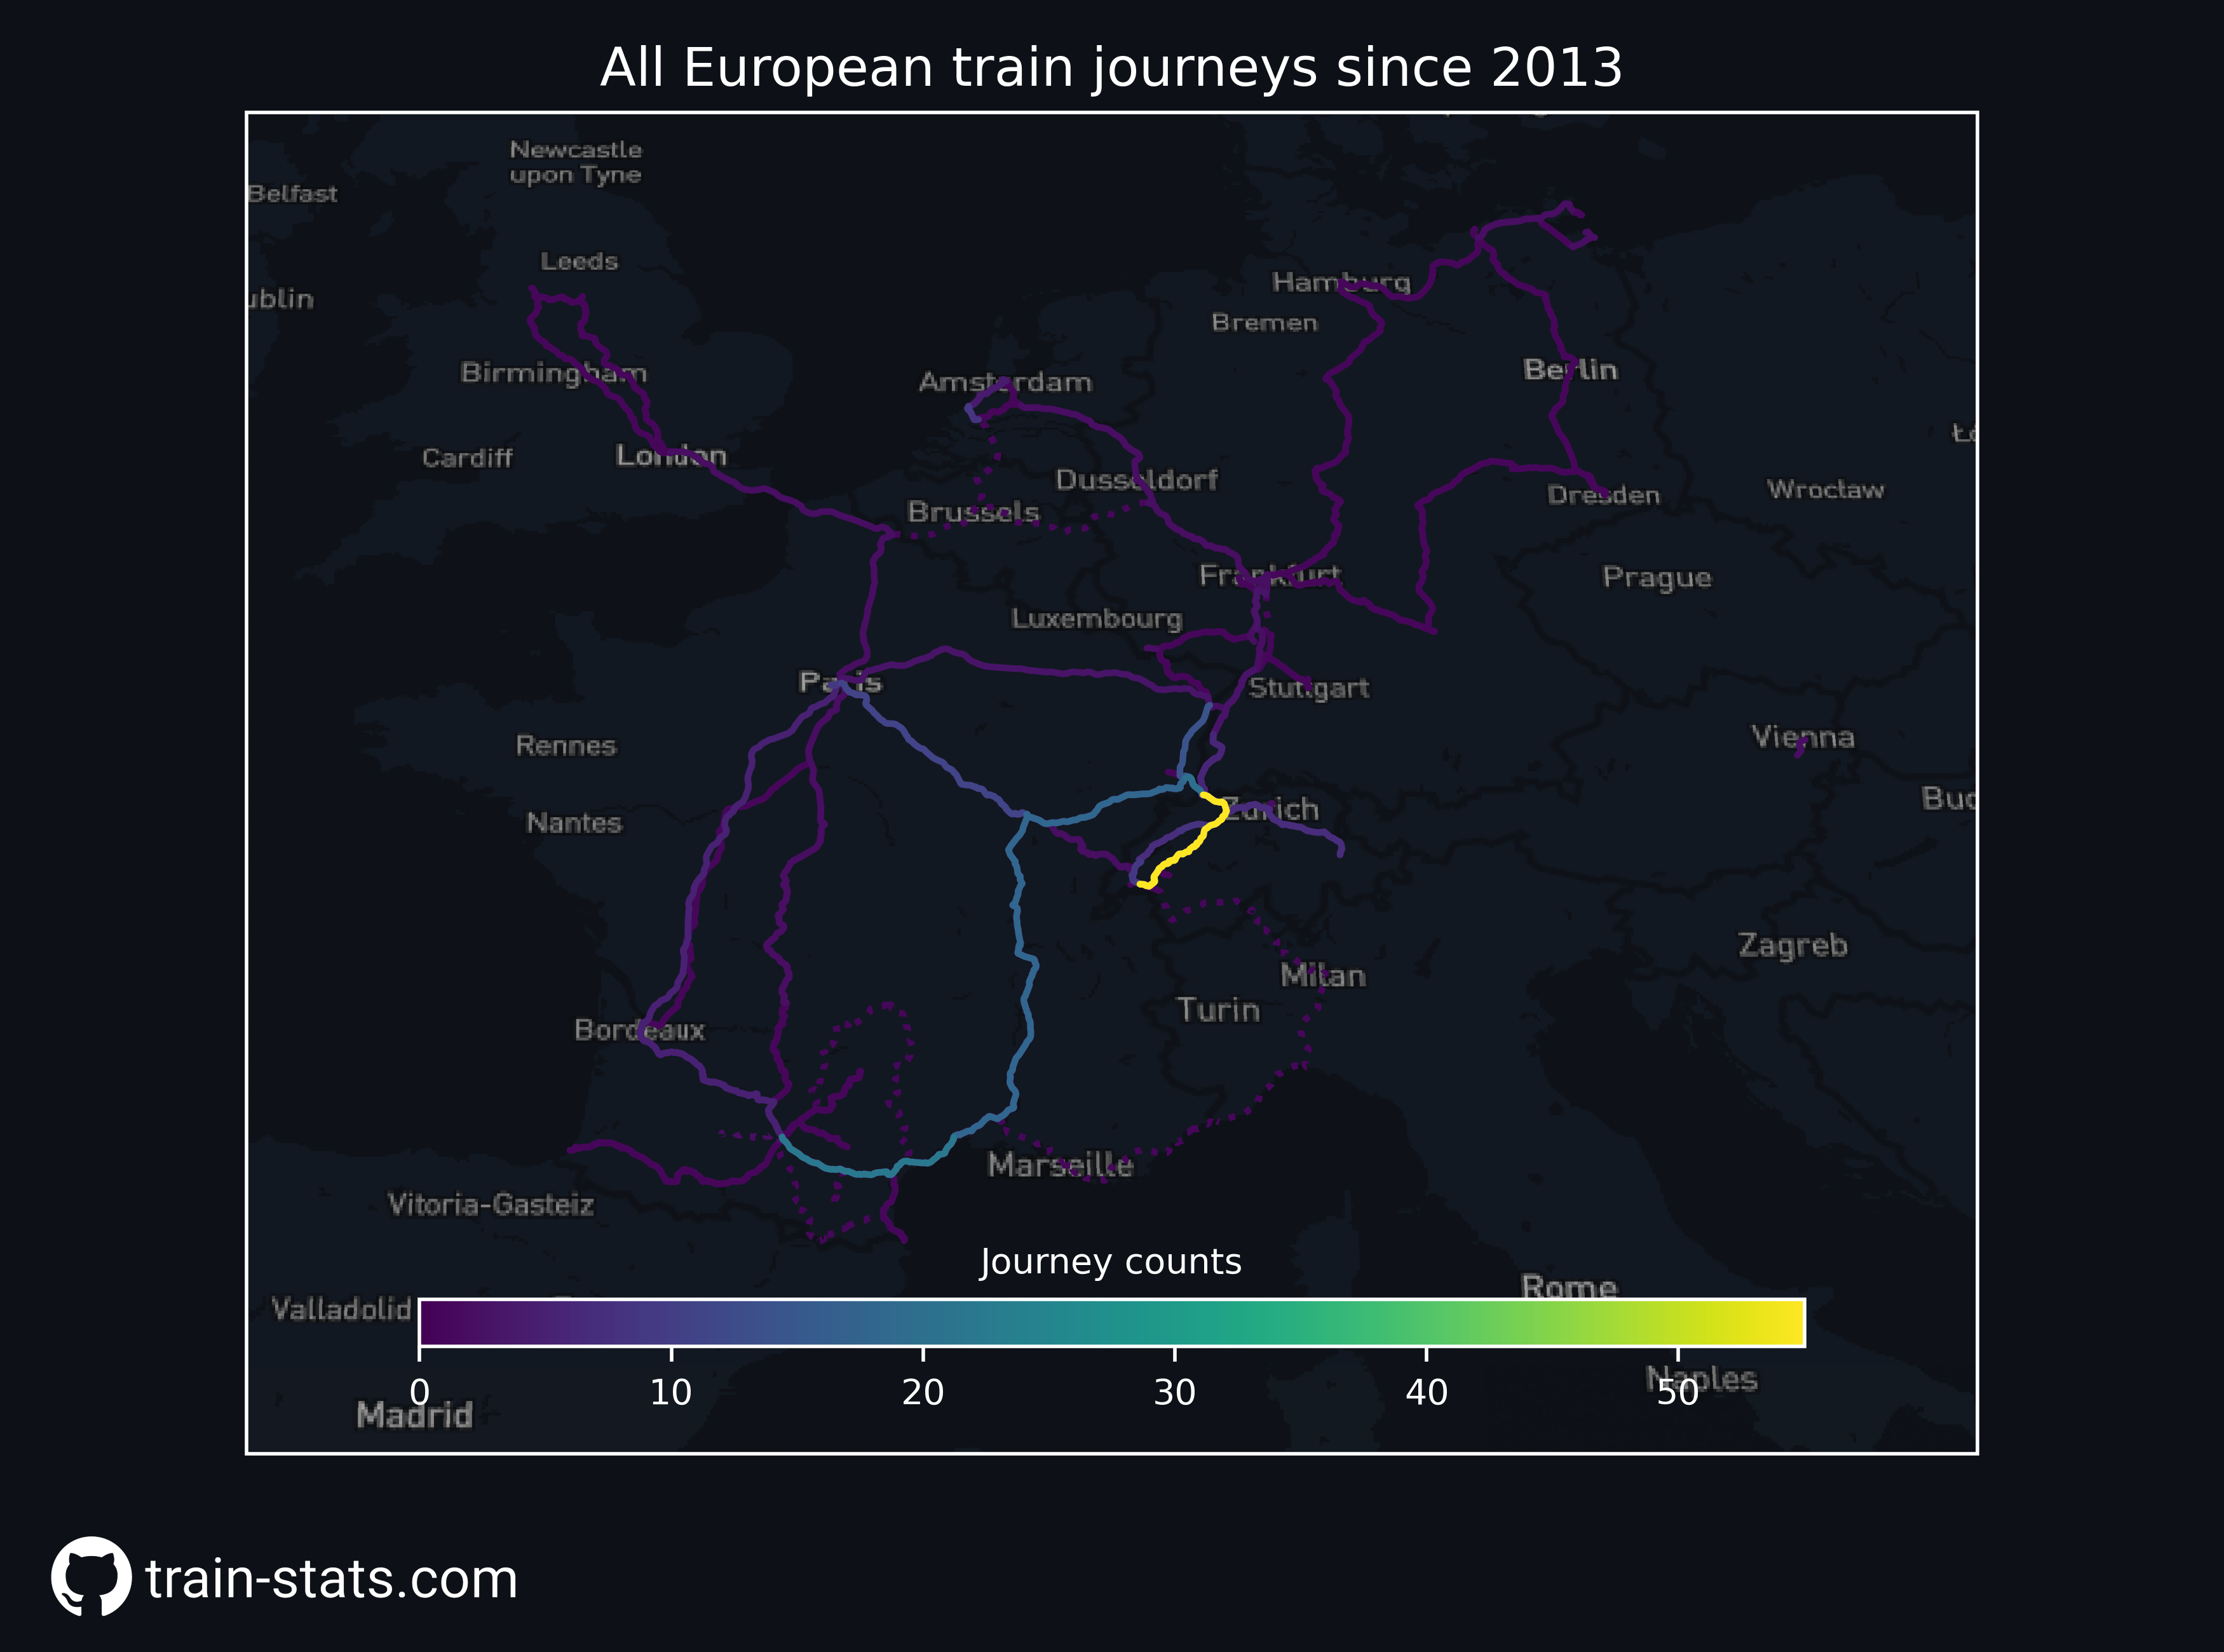 All European train journeys since 2013
Newcastle
upon Tyne
Belfast
Leeds
ublin
Hamburg
Bremen
Birmingham
Amsterdam
Berlin
Cardiff
London
Dusseldorf
Dresden
Wrocław
Brussels
Frankfurt
Prague
Luxembourg
Paris
Stuttgart
Rennes
Vienna
Nantes
Zurich
Buc
Zagreb
Milan
Turin
Bordeaux
Marseille
Vitoria-Gasteiz
Journey counts
Rome
Valladolid
0 10 20 30 40 50
Naples
Madrid
train-stats.com